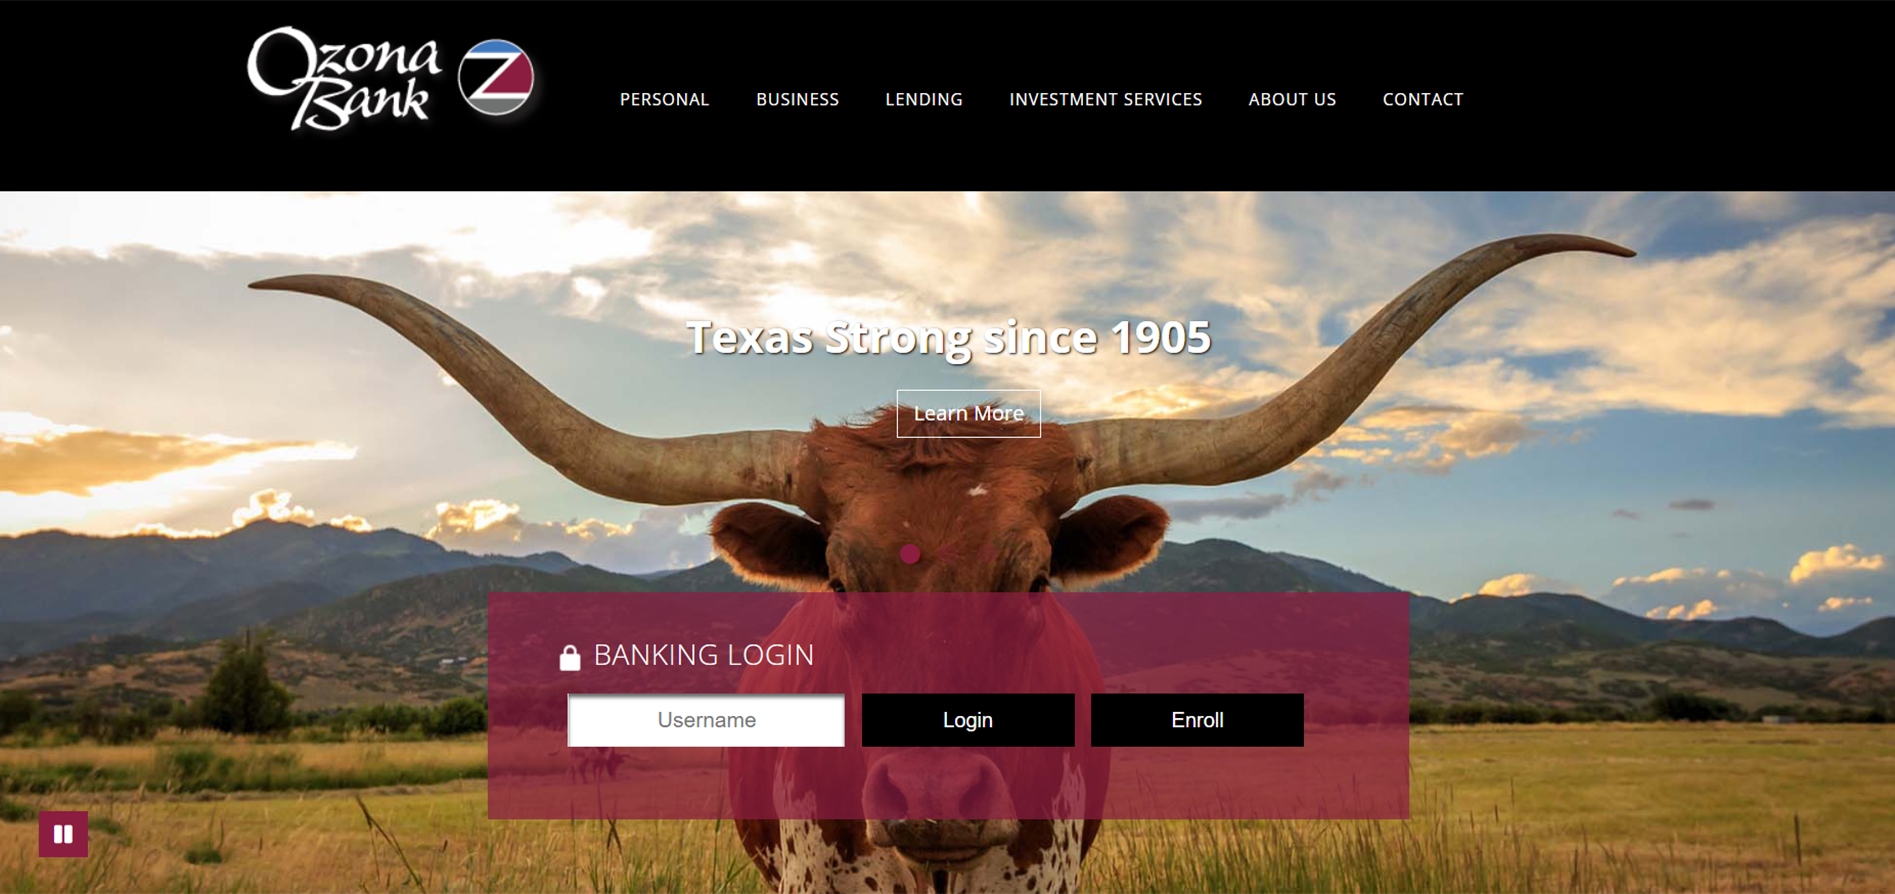 Ozona
Bank
Z
PERSONAL BUSINESS LENDING INVESTMENT SERVICES ABOUT US CONTACT
Texas Strong since 1905
Learn More
BANKING LOGIN
Username Login Enroll